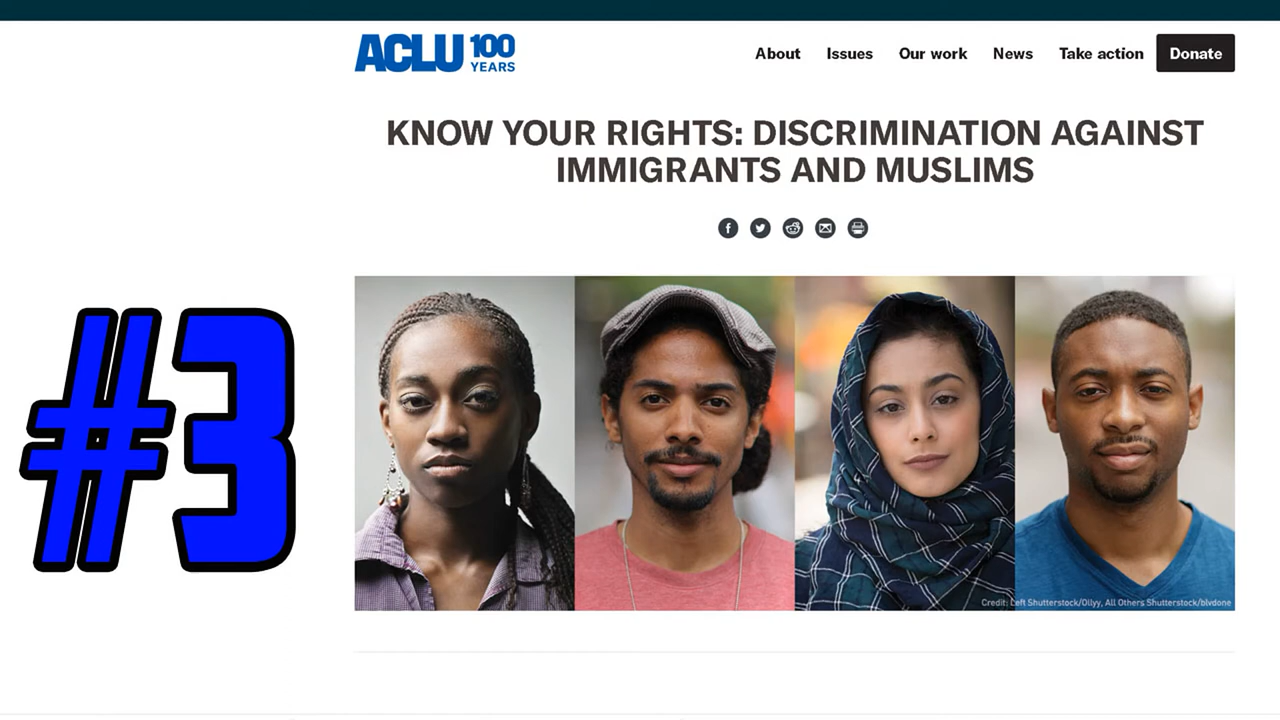 ACLU 100 YEARS
About Issues Our work News Take action Donate
KNOW YOUR RIGHTS: DISCRIMINATION AGAINST
IMMIGRANTS AND MUSLIMS
#3
Credit: Left Shutterstock/Ollyy, All Others Shutterstock/blvdone